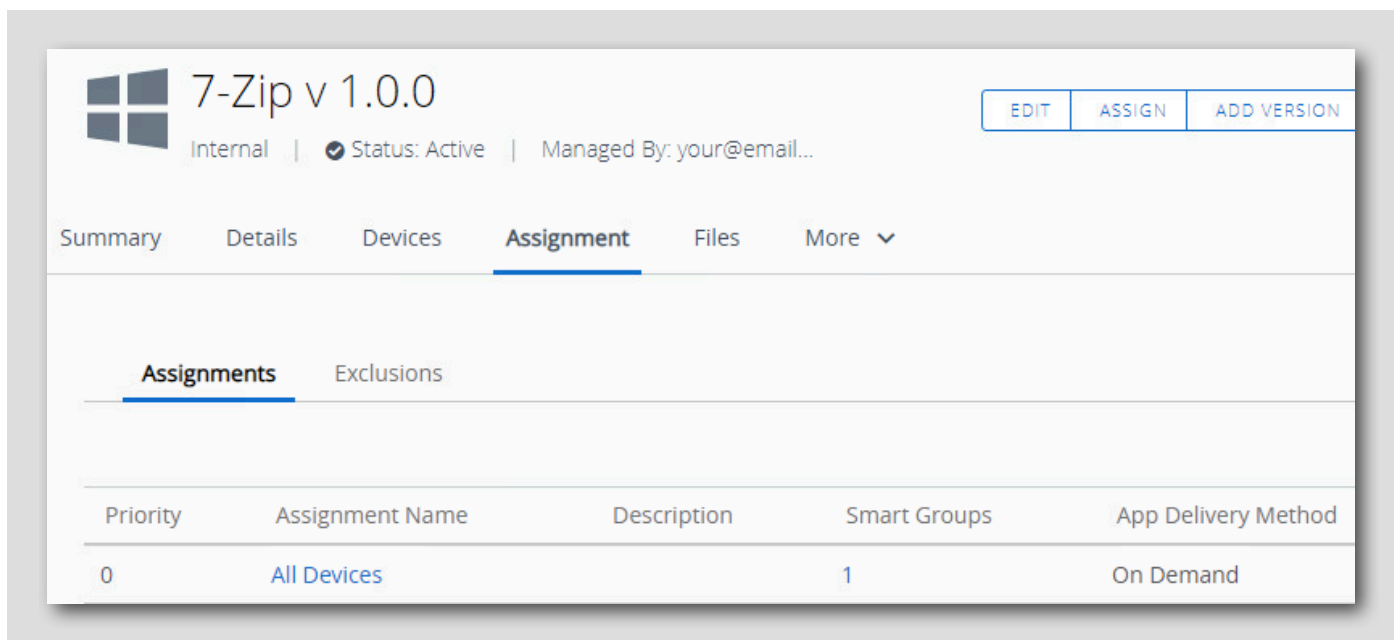 7-Zip v 1.0.0
EDIT ASSIGN ADD VERSION
Internal | Status: Active | Managed By: your@email...
Summary Details Devices Assignment Files More
Assignments Exclusions
Priority Assignment Name Description Smart Groups App Delivery Method
0 All Devices 1 On Demand